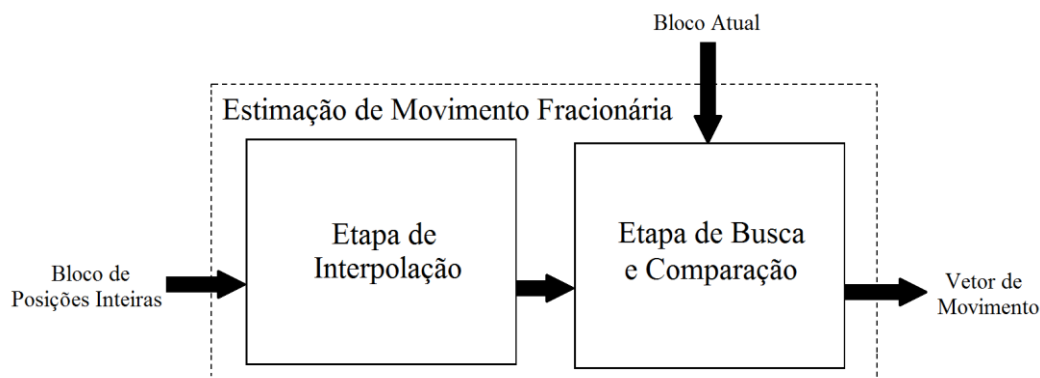 Bloco Atual
Estimação de Movimento Fracionária
Etapa de
Interpolação
Etapa de Busca
e Comparação
Bloco de
Posições Inteiras
Vetor de
Movimento